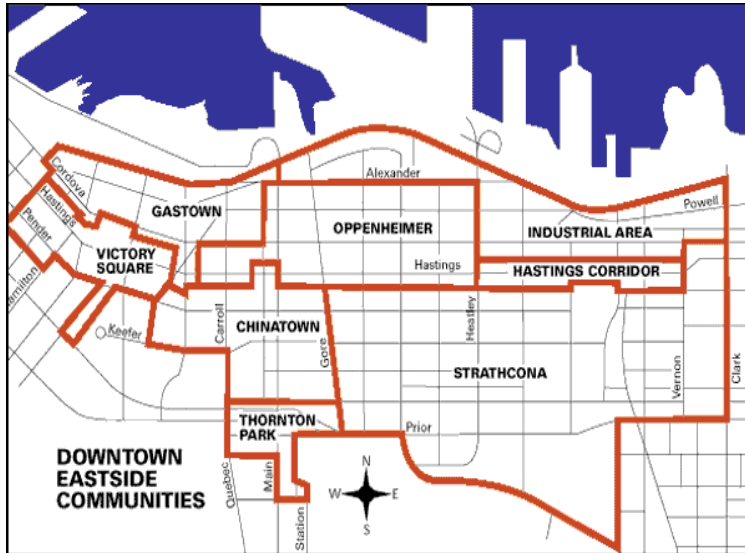 Cordova
Hastings
Pender
Hamilton
GASTOWN
VICTORY
SQUARE
Alexander
OPPENHEIMER
Powell
INDUSTRIAL AREA
Hastings
HASTINGS CORRIDOR
Keefer
Carroll
CHINATOWN
Gore
Heatley
STRATHCONA
Vernon
Clark
THORNTON
PARK
Prior
DOWNTOWN
EASTSIDE
COMMUNITIES
Quebec
Main
Station
N
W
E
S